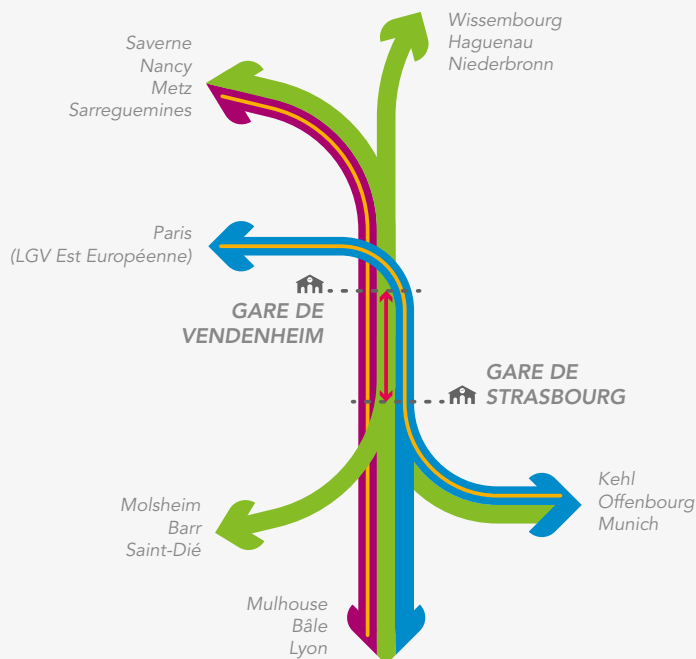 Wissembourg
Haguenau
Niederbronn
Saverne
Nancy
Metz
Sarreguemines
Paris
(LGV Est Européenne)
GARE DE
VENDENHEIM
GARE DE
STRASBOURG
Kehl
Offenbourg
Munich
Molsheim
Barr
Saint-Dié
Mulhouse
Bâle
Lyon